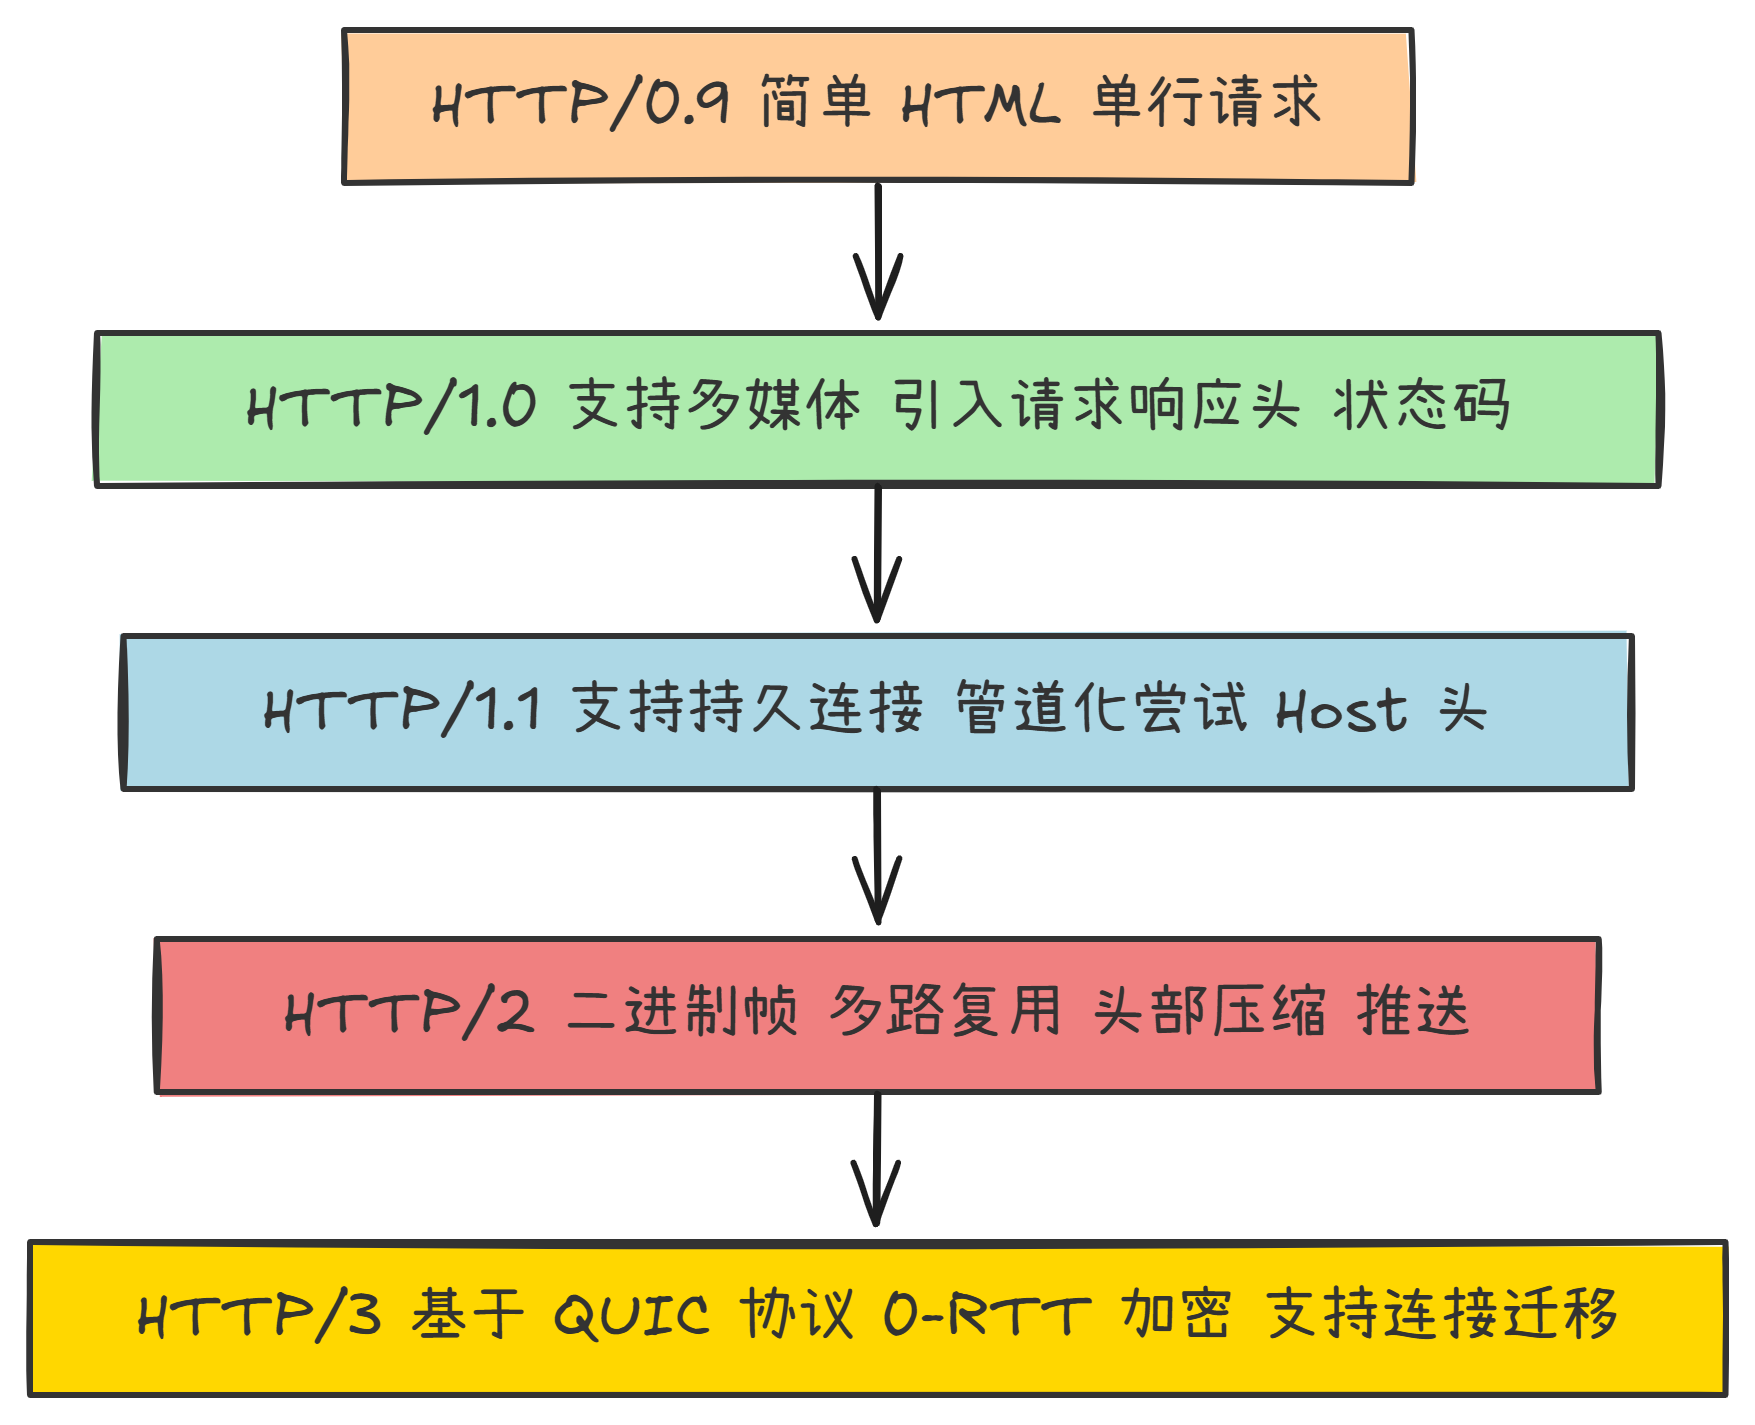 HTTP/0.9 简单 HTML 单行请求
HTTP/1.0 支持多媒体 引入请求响应头 状态码
HTTP/1.1 支持持久连接 管道化尝试 Host 头
HTTP/2 二进制帧 多路复用 头部压缩 推送
HTTP/3 基于 QUIC 协议 0-RTT 加密 支持连接迁移